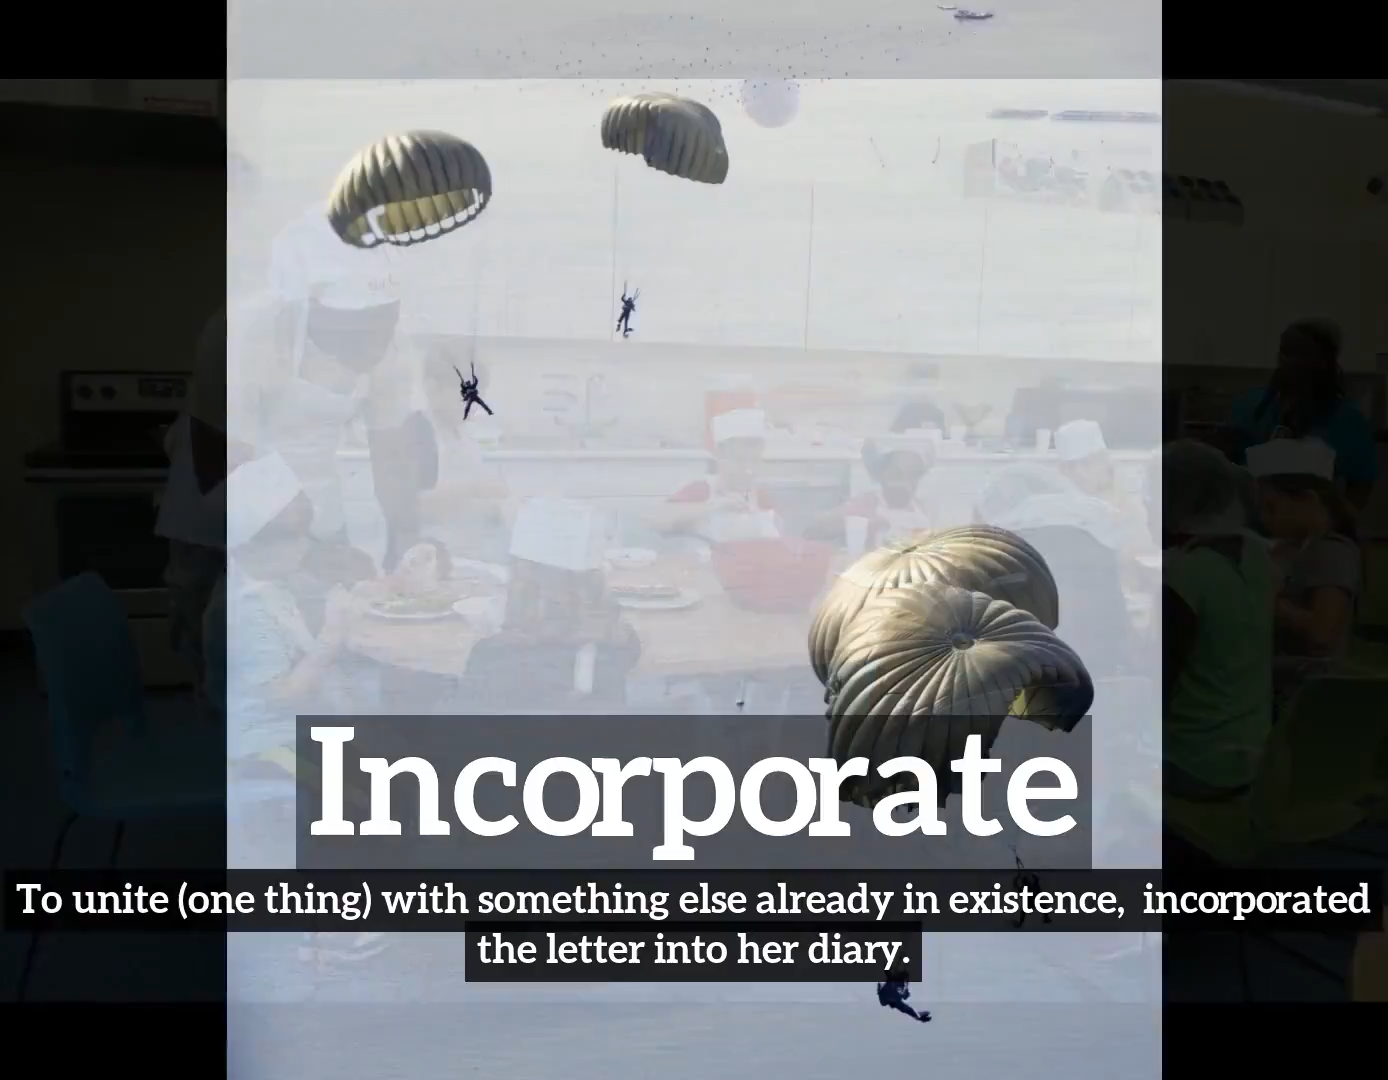 Incorporate
To unite (one thing) with something else already in existence,  incorporated
the letter into her diary.